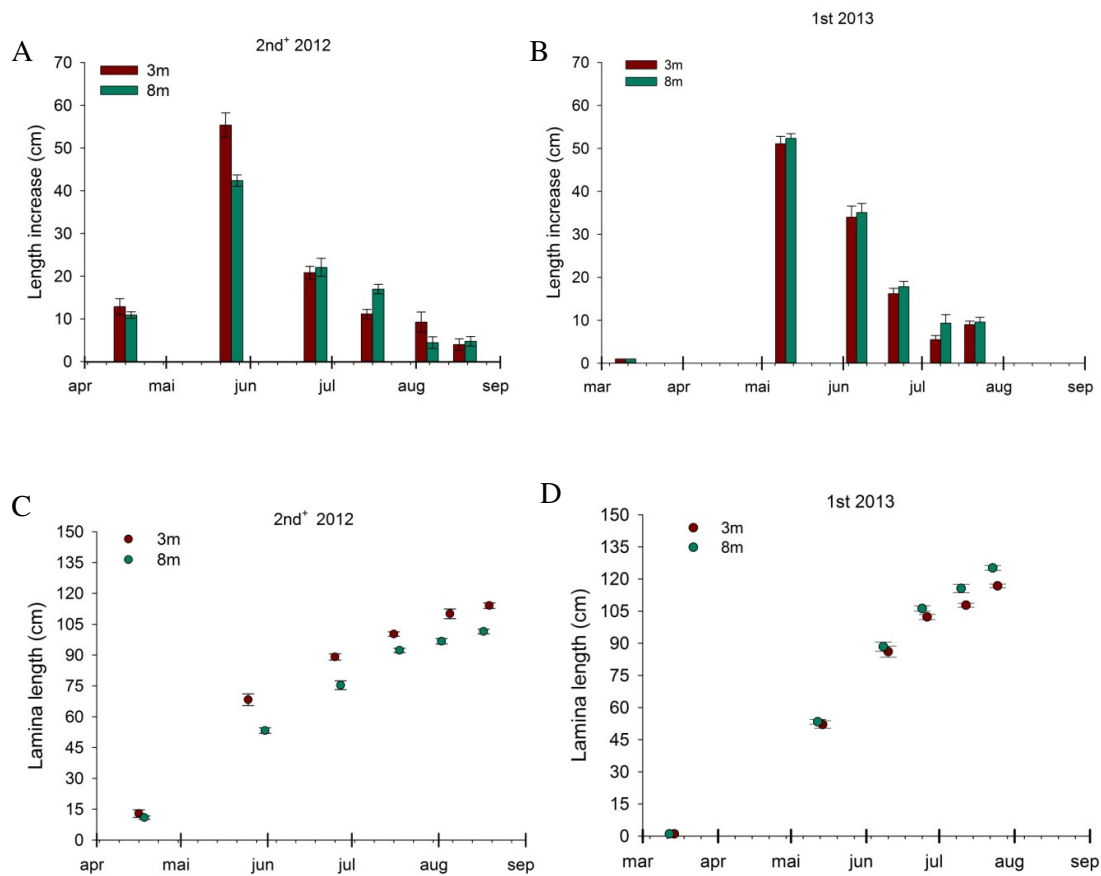 A
2nd⁺ 2012
3m
8m
Length increase (cm)
70
60
50
40
30
20
10
0
apr mai jun jul aug sep
B
1st 2013
3m
8m
Length increase (cm)
70
60
50
40
30
20
10
0
mar apr mai jun jul aug sep
C
2nd⁺ 2012
3m
8m
Lamina length (cm)
150
135
120
105
90
75
60
45
30
15
0
apr mai jun jul aug sep
D
1st 2013
3m
8m
Lamina length (cm)
150
135
120
105
90
75
60
45
30
15
0
mar apr mai jun jul aug sep